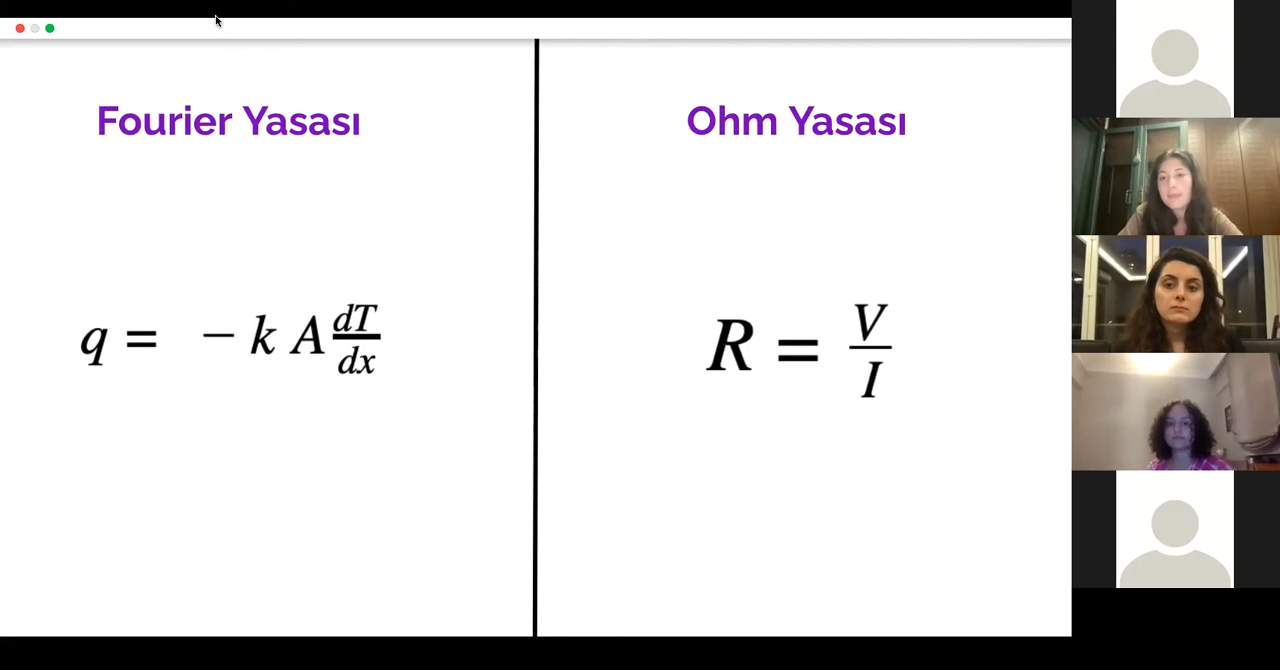 Fourier Yasası
q = − k A dT/dx
Ohm Yasası
R = V/I